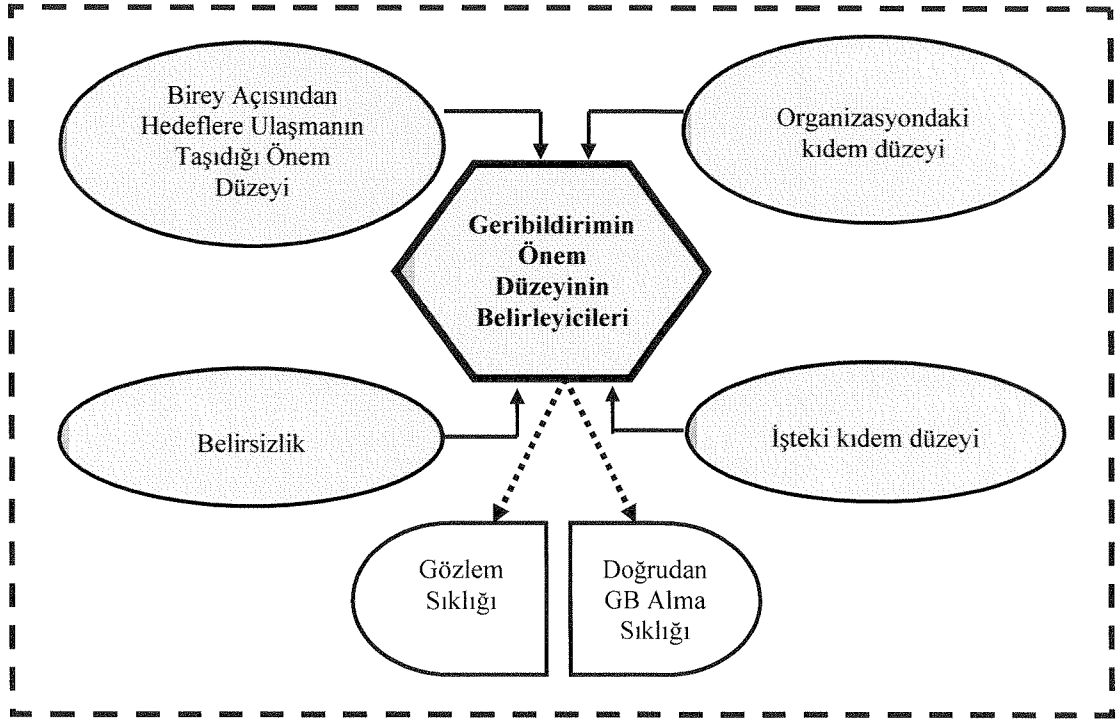 Birey Açısından
Hedeflere Ulaşmanın
Taşıdığı Önem
Düzeyi
Organizasyondaki
kıdem düzeyi
Geribildirimin
Önem
Düzeyinin
Belirleyicileri
Belirsizlik
İşteki kıdem düzeyi
Gözlem
Sıklığı
Doğrudan
GB Alma
Sıklığı